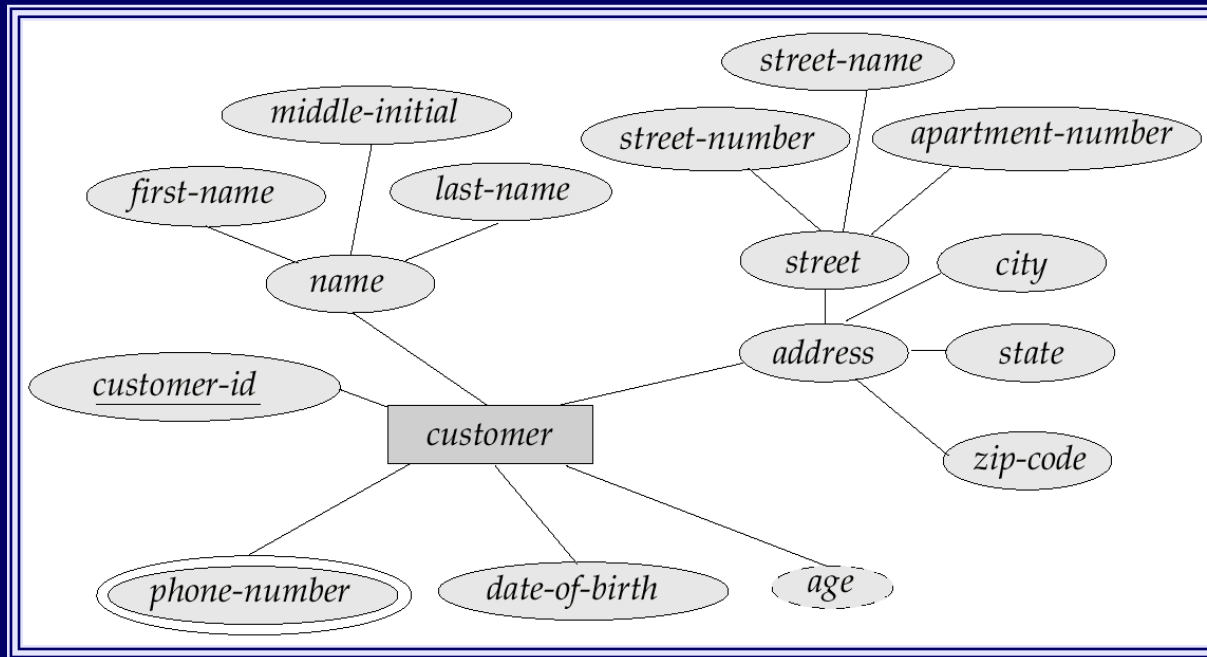 street-name
middle-initial
street-number
apartment-number
first-name
last-name
street
city
name
address
state
customer-id
customer
zip-code
phone-number
date-of-birth
age